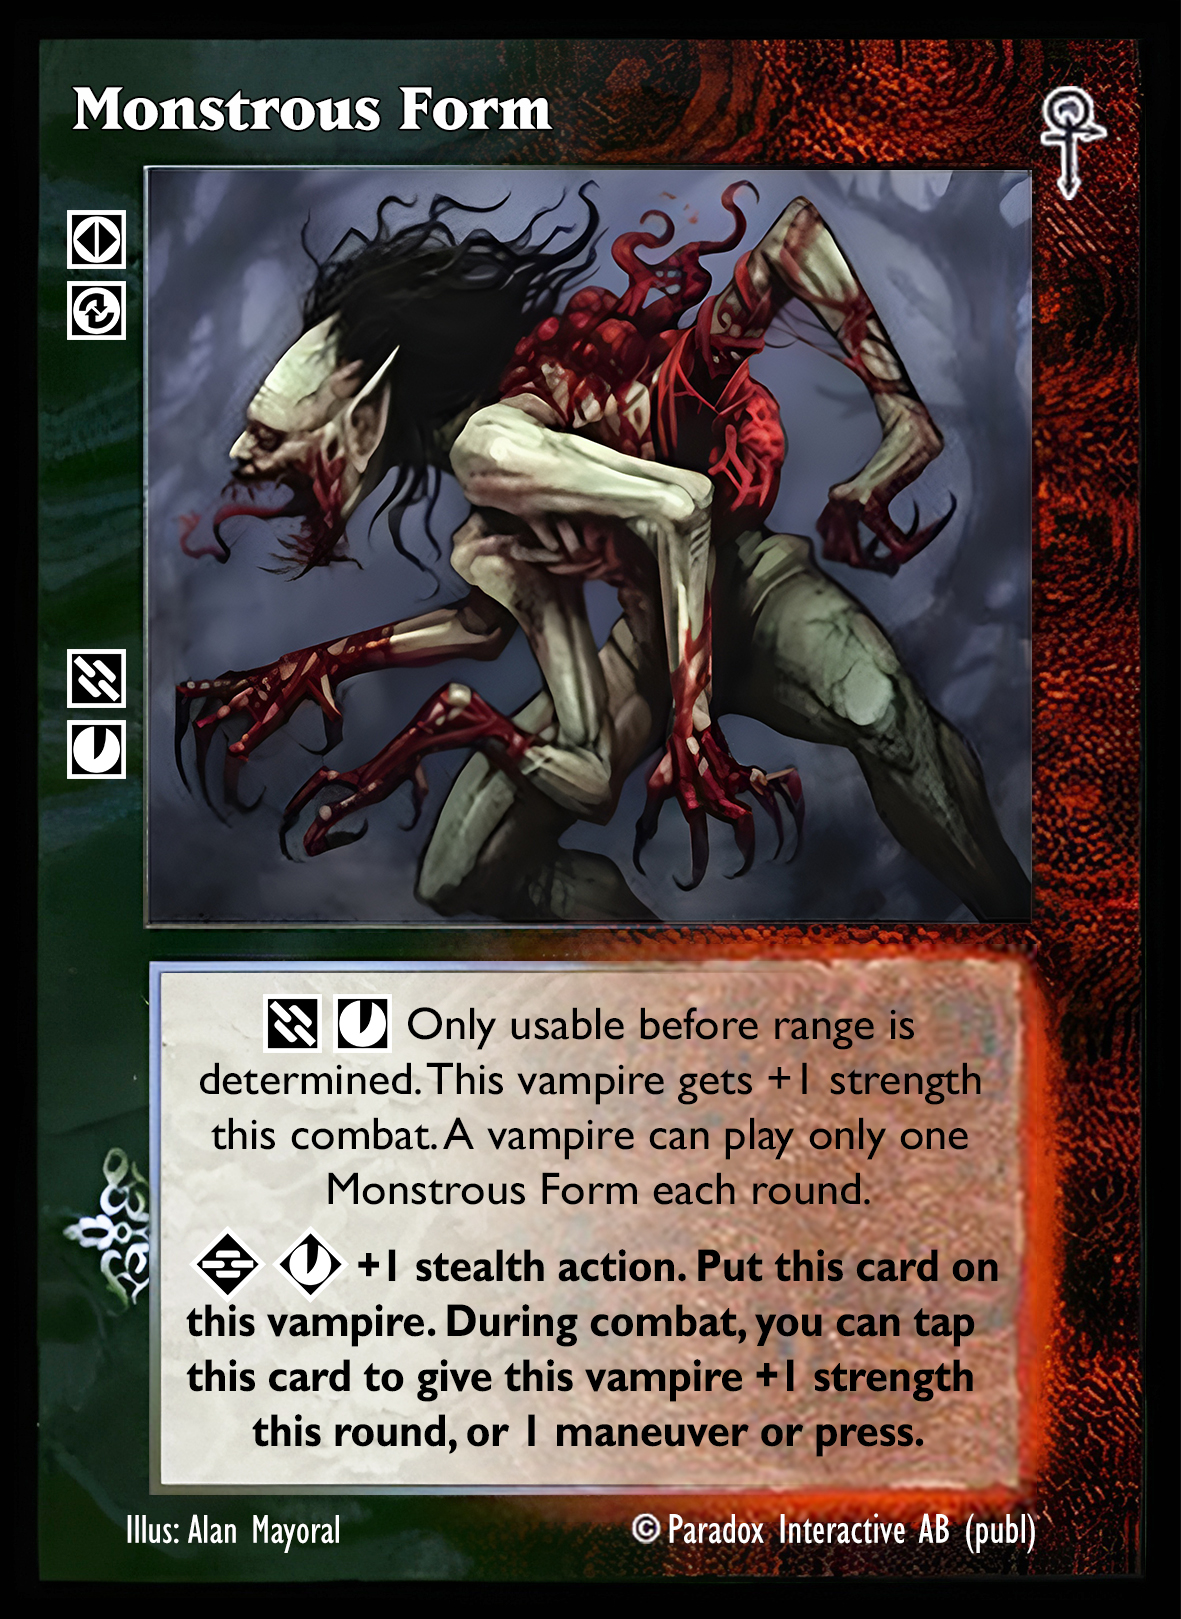 Monstrous Form
Only usable before range is
determined. This vampire gets +1 strength
this combat. A vampire can play only one
Monstrous Form each round.
+1 stealth action. Put this card on
this vampire. During combat, you can tap
this card to give this vampire +1 strength
this round, or 1 maneuver or press.
Illus: Alan Mayoral
© Paradox Interactive AB (publ)